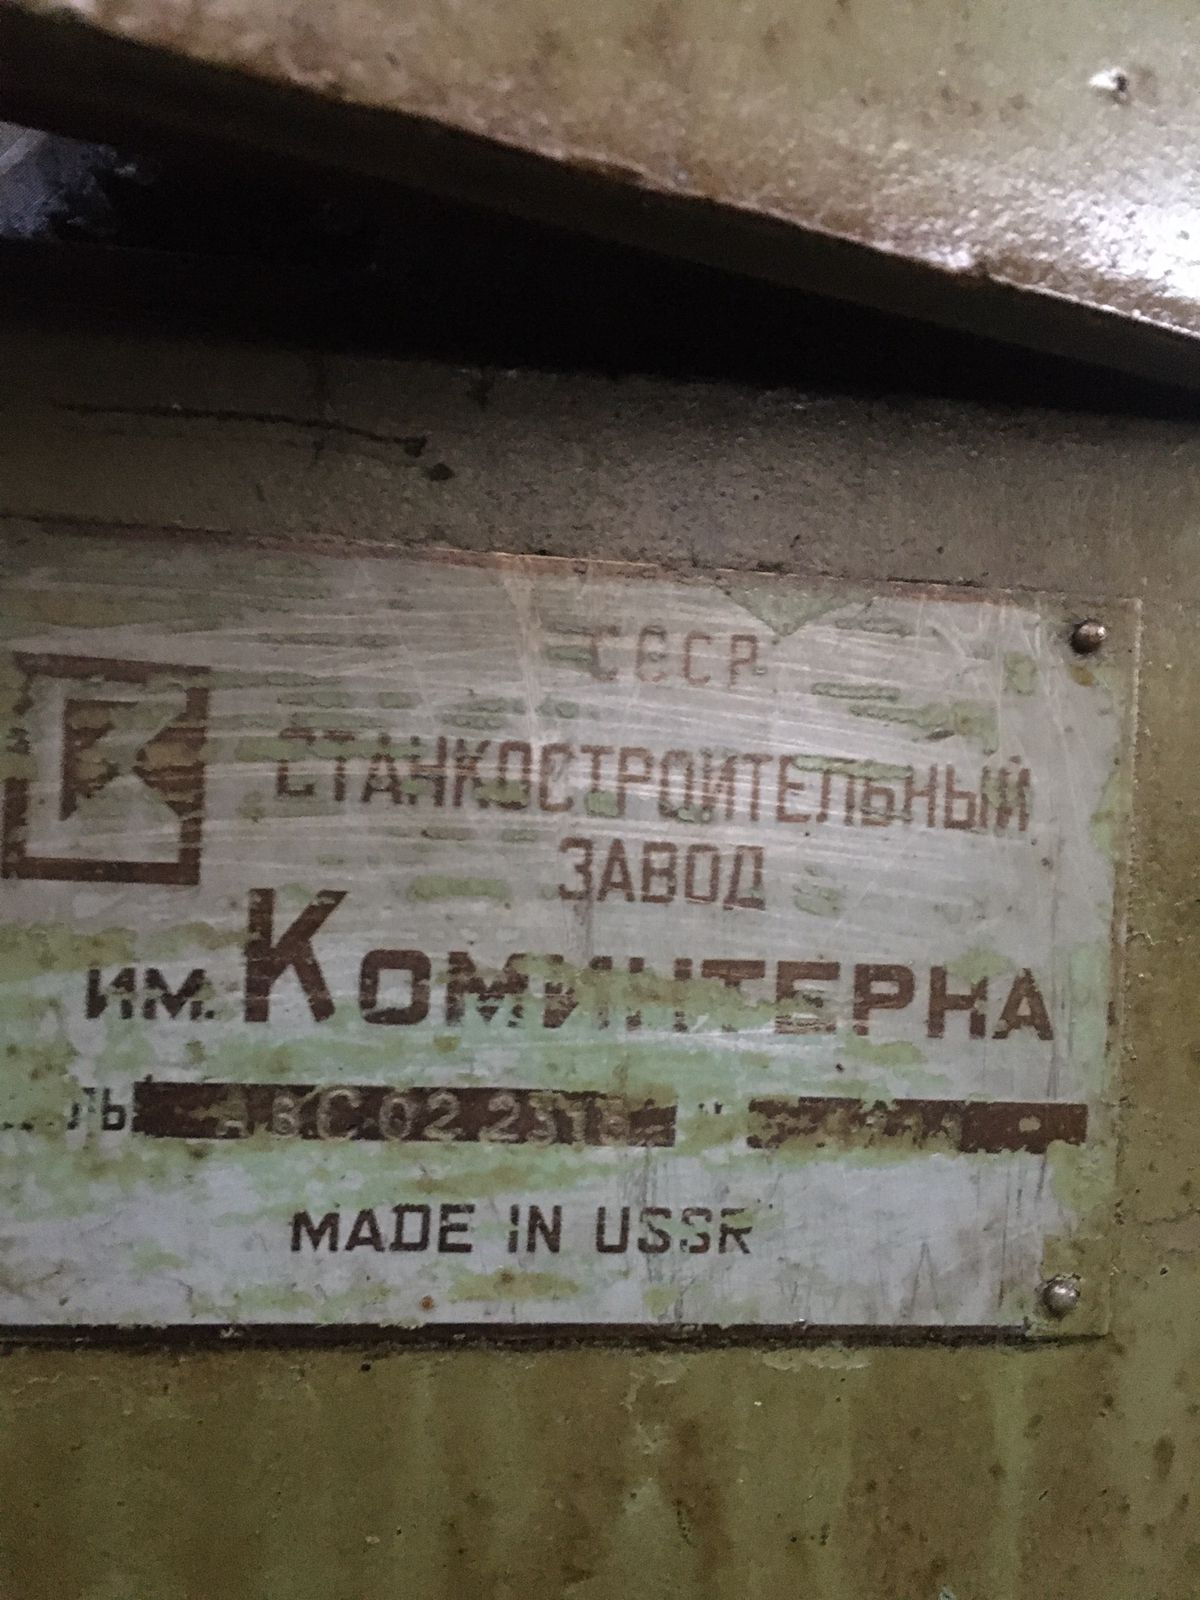 СССР
СТАНКОСТРОИТЕЛЬНЫЙ
ЗАВОД
ИМ. КОМИНТЕРНА
MADE IN USSR